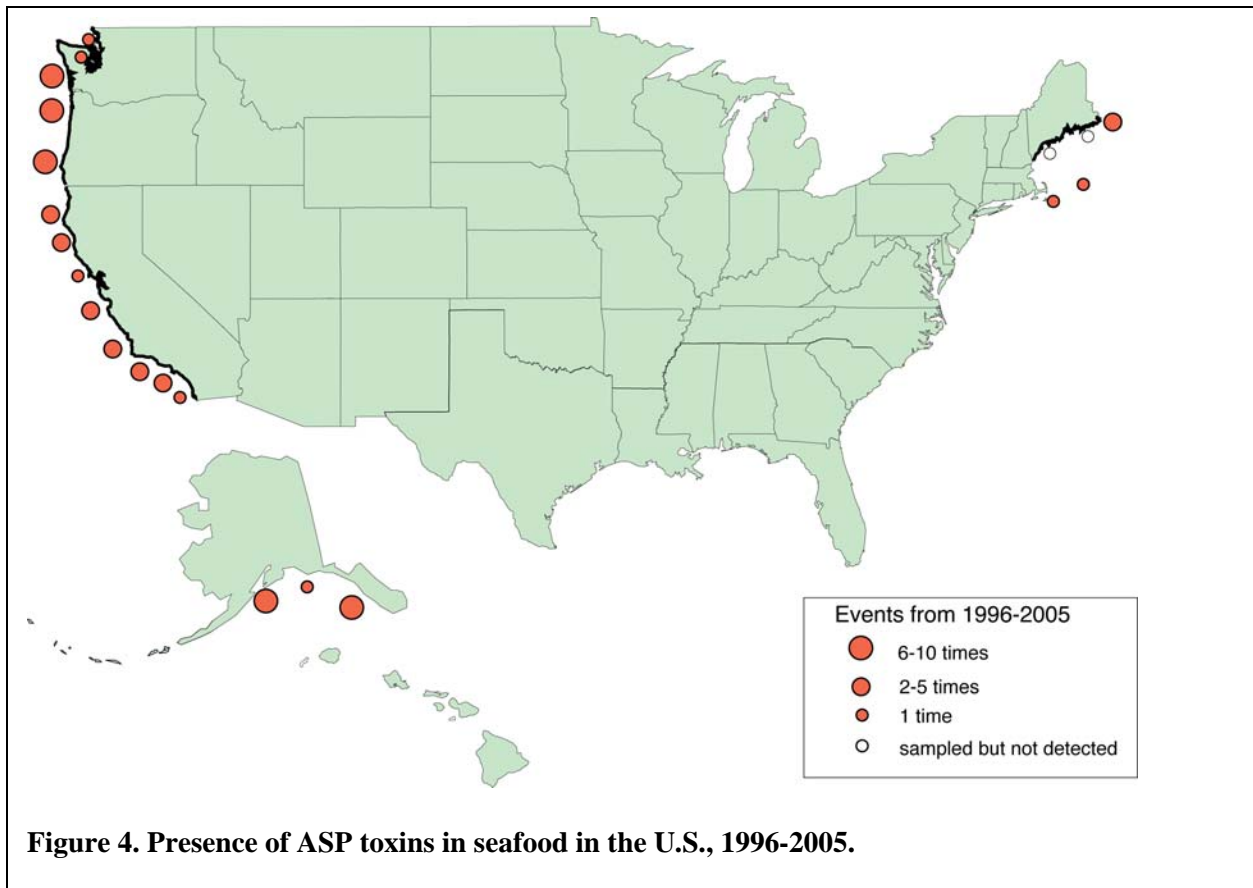 Events from 1996-2005
6-10 times
2-5 times
1 time
sampled but not detected
Figure 4. Presence of ASP toxins in seafood in the U.S., 1996-2005.